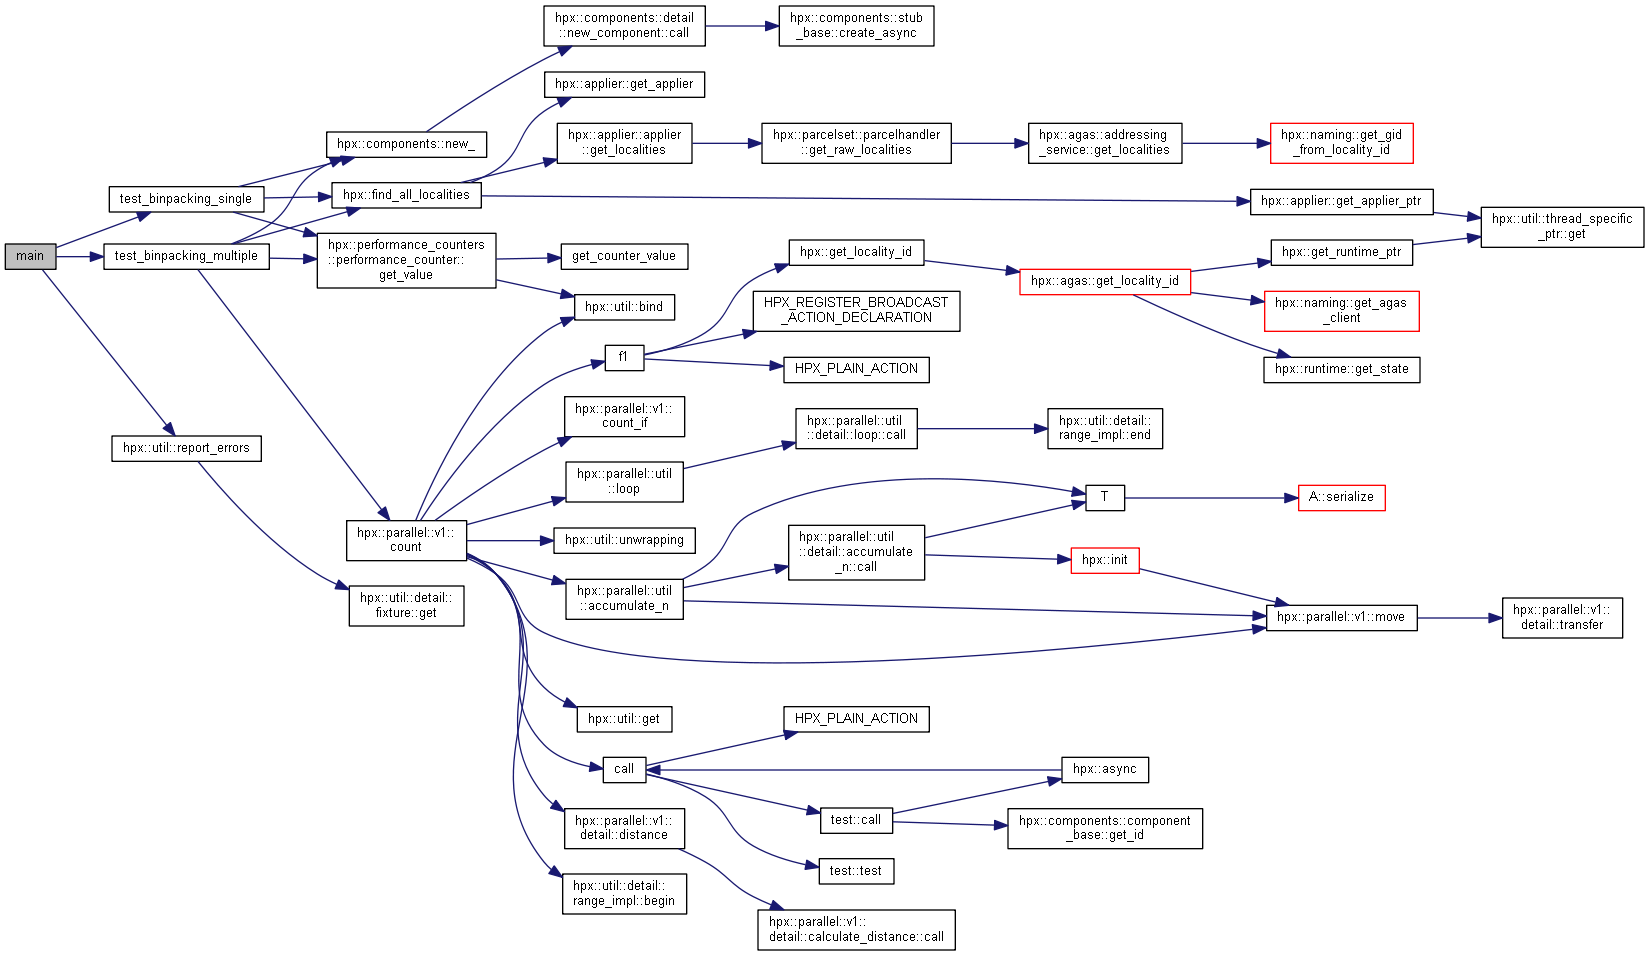 main
test_binpacking_single
test_binpacking_multiple
hpx::util::report_errors
hpx::components::new_
hpx::find_all_localities
hpx::performance_counters
::performance_counter::
get_value
hpx::parallel::v1::
count
hpx::util::detail::
fixture::get
hpx::components::detail
::new_component::call
hpx::components::stub
_base::create_async
hpx::applier::get_applier
hpx::applier::applier
::get_localities
hpx::parcelset::parcelhandler
::get_raw_localities
hpx::agas::addressing
_service::get_localities
hpx::naming::get_gid
_from_locality_id
hpx::applier::get_applier_ptr
hpx::util::thread_specific
_ptr::get
get_counter_value
hpx::util::bind
hpx::get_locality_id
hpx::agas::get_locality_id
hpx::get_runtime_ptr
hpx::naming::get_agas
_client
hpx::runtime::get_state
f1
HPX_REGISTER_BROADCAST
_ACTION_DECLARATION
HPX_PLAIN_ACTION
hpx::parallel::v1::
count_if
hpx::parallel::util
::loop
hpx::parallel::util
::detail::loop::call
hpx::util::detail::
range_impl::end
hpx::util::unwrapping
hpx::parallel::util
::accumulate_n
hpx::parallel::util
::detail::accumulate
_n::call
T
A::serialize
hpx::init
hpx::parallel::v1::move
hpx::parallel::v1::
detail::transfer
hpx::util::get
call
HPX_PLAIN_ACTION
hpx::async
test::call
hpx::components::component
_base::get_id
test::test
hpx::parallel::v1::
detail::distance
hpx::util::detail::
range_impl::begin
hpx::parallel::v1::
detail::calculate_distance::call